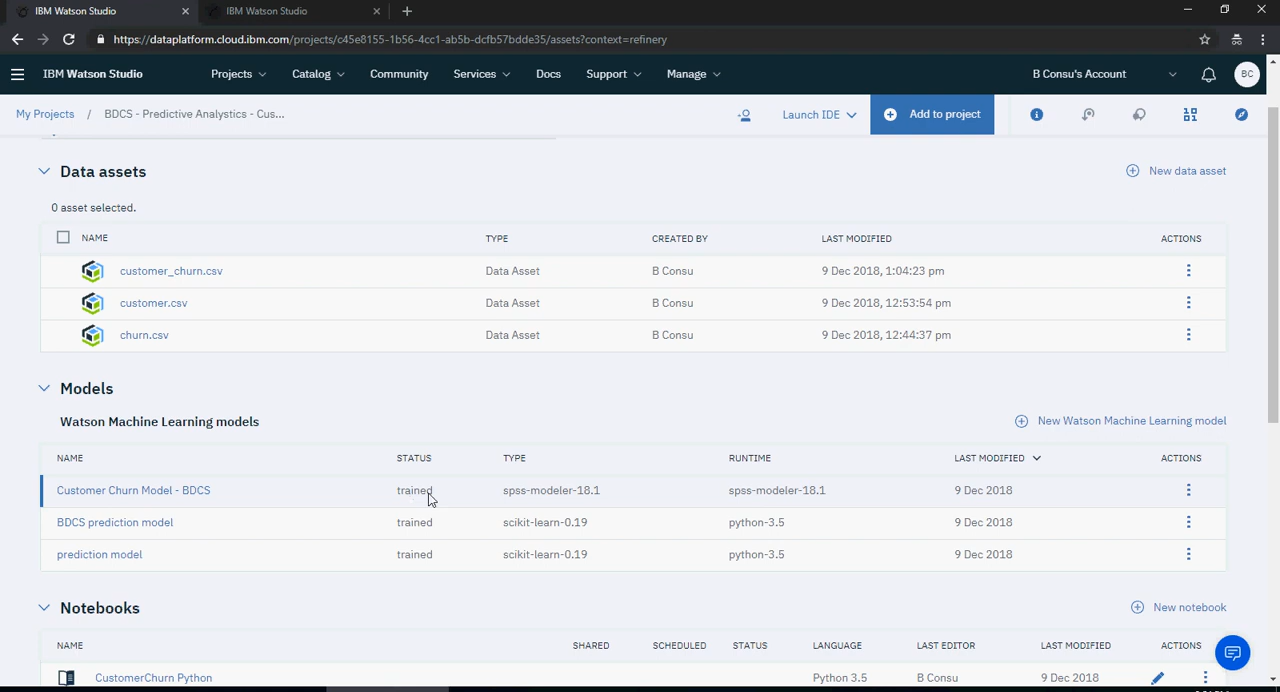 IBM Watson Studio
IBM Watson Studio
https://dataplatform.cloud.ibm.com/projects/c45e8155-1b56-4cc1-ab5b-dcfb57bdde35/assets?context=refinery
IBM Watson Studio Projects Catalog Community Services Docs Support Manage B Consu's Account BC
My Projects / BDCS - Predictive Analystics - Cus... Launch IDE Add to project
Data assets New data asset
0 asset selected.
NAME TYPE CREATED BY LAST MODIFIED ACTIONS
customer_churn.csv Data Asset B Consu 9 Dec 2018, 1:04:23 pm
customer.csv Data Asset B Consu 9 Dec 2018, 12:53:54 pm
churn.csv Data Asset B Consu 9 Dec 2018, 12:44:37 pm
Models
Watson Machine Learning models New Watson Machine Learning model
NAME STATUS TYPE RUNTIME LAST MODIFIED ACTIONS
Customer Churn Model - BDCS trained spss-modeler-18.1 spss-modeler-18.1 9 Dec 2018
BDCS prediction model trained scikit-learn-0.19 python-3.5 9 Dec 2018
prediction model trained scikit-learn-0.19 python-3.5 9 Dec 2018
Notebooks New notebook
NAME SHARED SCHEDULED STATUS LANGUAGE LAST EDITOR LAST MODIFIED ACTIONS
CustomerChurn Python Python 3.5 B Consu 9 Dec 2018